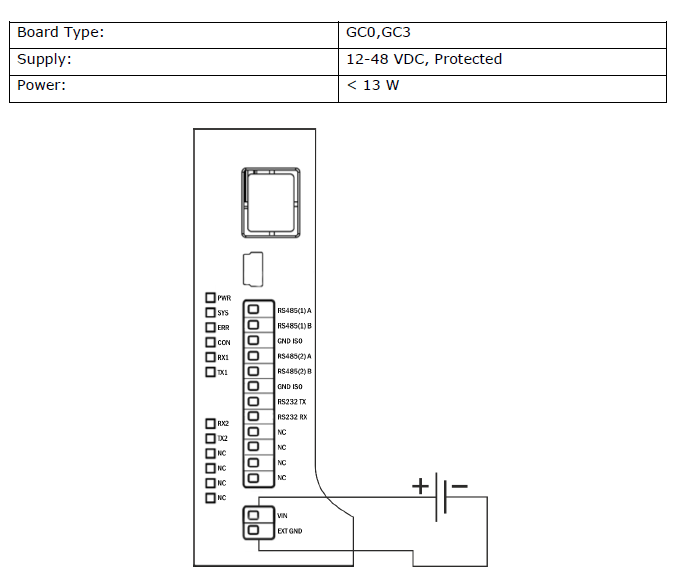 Board Type: GC0,GC3
Supply: 12-48 VDC, Protected
Power: < 13 W
PWR
SYS
ERR
CON
RX1
TX1
RX2
TX2
NC
NC
NC
NC
RS485(1) A
RS485(1) B
GND ISO
RS485(2) A
RS485(2) B
GND ISO
RS232 TX
RS232 RX
NC
NC
NC
NC
VIN
EXT GND
+ −